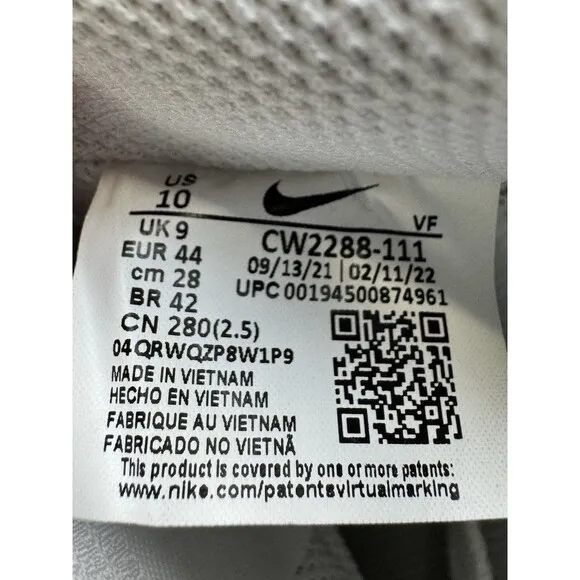 US
10
VF
UK 9
CW2288-111
EUR 44
09/13/21 | 02/11/22
cm 28
UPC 00194500874961
BR 42
CN 280(2.5)
04QRWQZP8W1P9
MADE IN VIETNAM
HECHO EN VIETNAM
FABRIQUE AU VIETNAM
FABRICADO NO VIETNÃ
This product is covered by one or more patents:
www.nike.com/patentsvirtualmarking